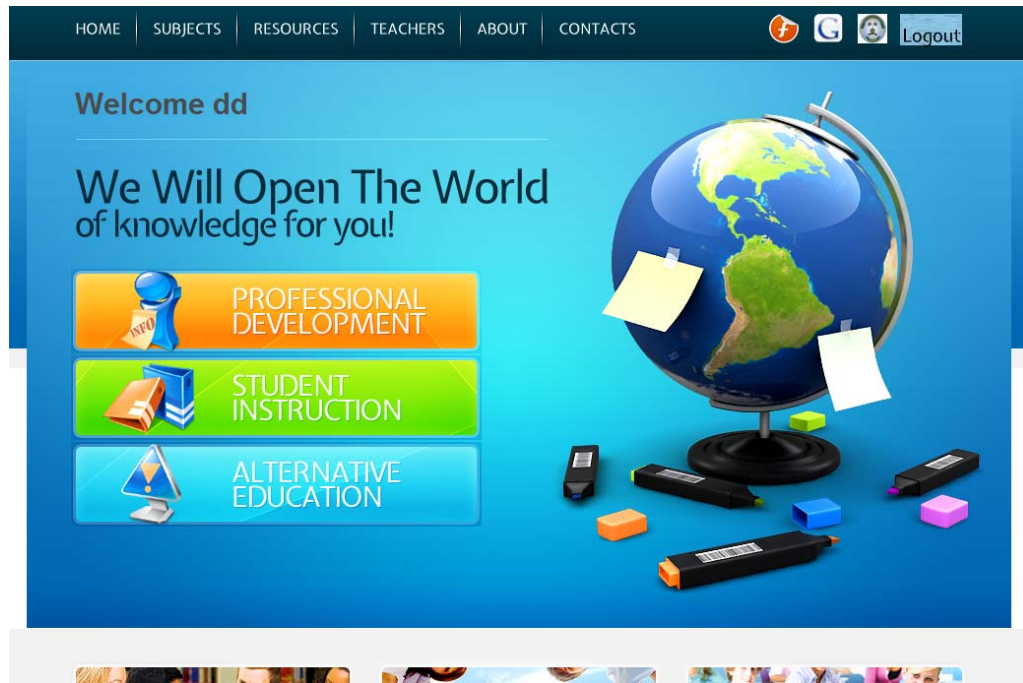 HOME SUBJECTS RESOURCES TEACHERS ABOUT CONTACTS
G Logout
Welcome dd
We Will Open The World
of knowledge for you!
INFO
PROFESSIONAL
DEVELOPMENT
STUDENT
INSTRUCTION
ALTERNATIVE
EDUCATION